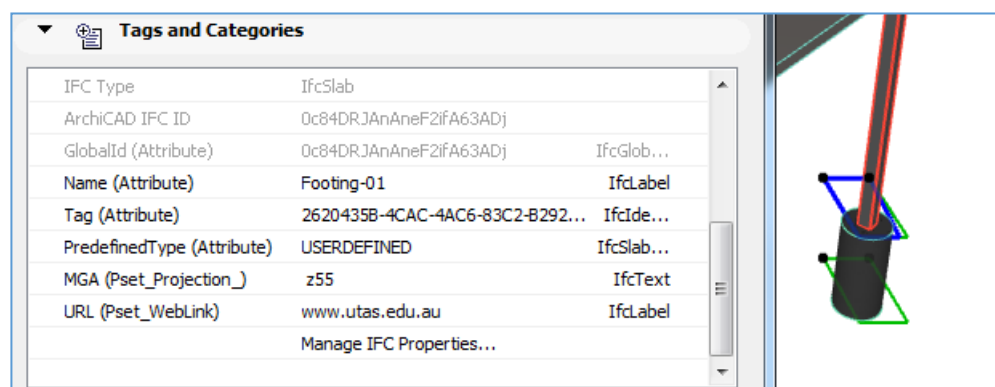 Tags and Categories
IFC Type IfcSlab
ArchiCAD IFC ID 0c84DRJAnAneF2ifA63ADj
GlobalId (Attribute) 0c84DRJAnAneF2ifA63ADj IfcGlob...
Name (Attribute) Footing-01 IfcLabel
Tag (Attribute) 2620435B-4CAC-4AC6-83C2-B292... IfcIde...
PredefinedType (Attribute) USERDEFINED IfcSlab...
MGA (Pset_Projection_) z55 IfcText
URL (Pset_WebLink) www.utas.edu.au IfcLabel
Manage IFC Properties...